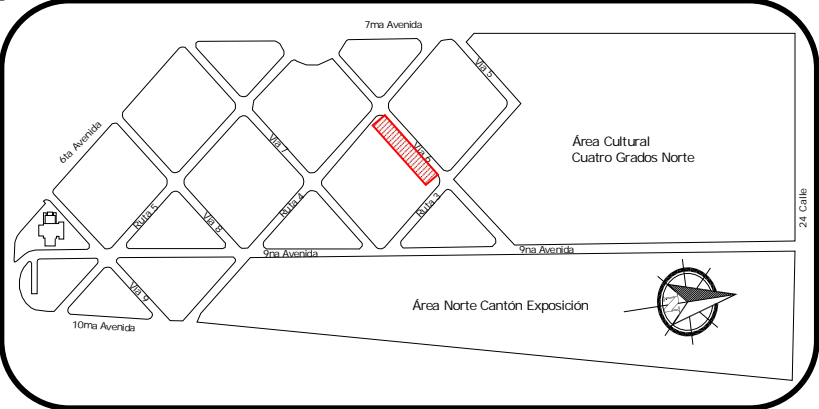 7ma Avenida
Vía 5
6ta Avenida
Vía 7
Vía 6
Área Cultural
Cuatro Grados Norte
24 Calle
Ruta 5
Vía 8
Ruta 4
Ruta 3
9na Avenida
9na Avenida
Vía 9
Área Norte Cantón Exposición
10ma Avenida